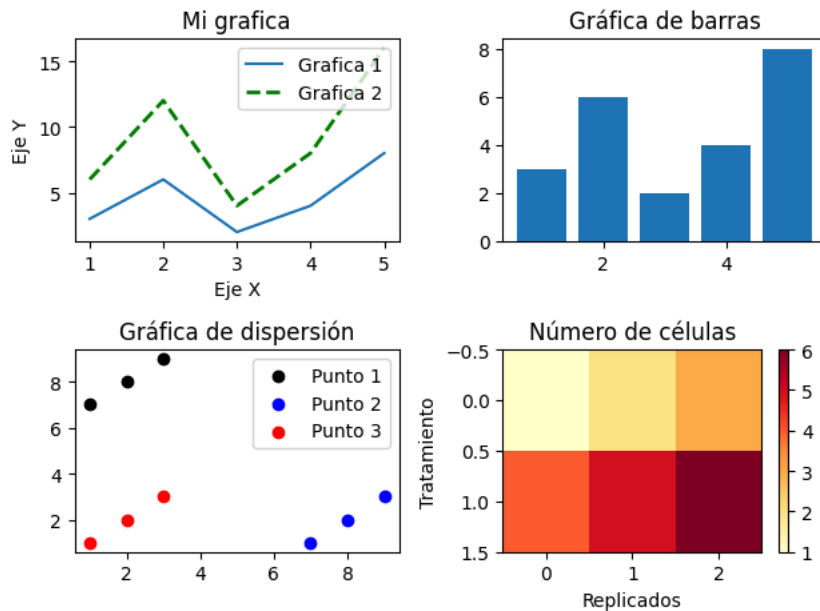 Mi grafica
15
10
5
Eje Y
Grafica 1
Grafica 2
1 2 3 4 5
Eje X
Gráfica de barras
8
6
4
2
0
2 4
Gráfica de dispersión
8
6
4
2
Punto 1
Punto 2
Punto 3
2 4 6 8
Número de células
−0.5
0.0
0.5
1.0
1.5
Tratamiento
0 1 2
Replicados
6
5
4
3
2
1